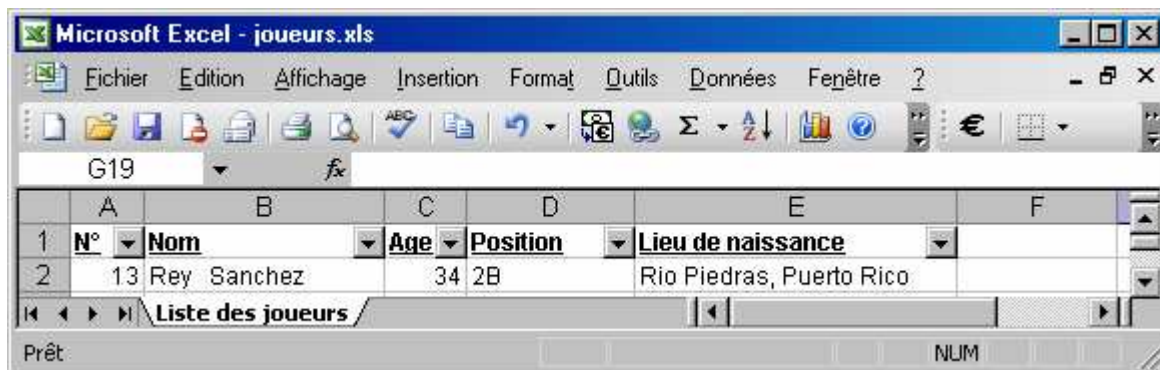 Microsoft Excel - joueurs.xls
Fichier Edition Affichage Insertion Format Outils Données Fenêtre ?
ABC Σ A Z € €
G19 fx
A B C D E F
1 N° Nom Age Position Lieu de naissance
2 13 Rey Sanchez 34 2B Rio Piedras, Puerto Rico
Liste des joueurs
Prêt NUM